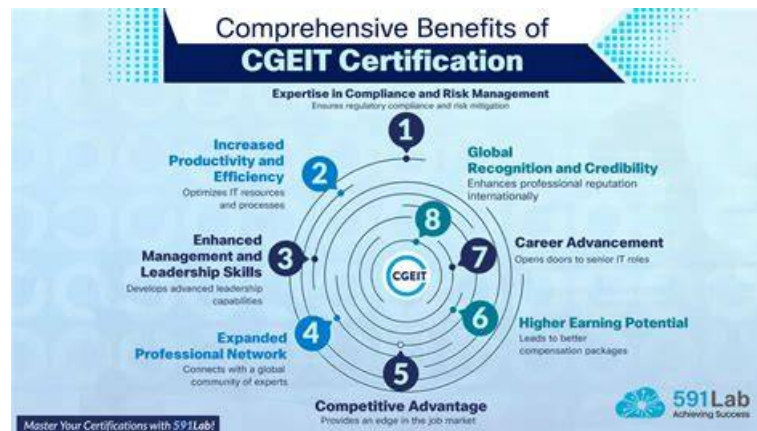 Comprehensive Benefits of
CGEIT Certification
Expertise in Compliance and Risk Management
Ensures regulatory compliance and risk mitigation
1
Increased
Productivity and
Efficiency
Optimizes IT resources
and processes
2
Enhanced
Management and
Leadership Skills
Develops advanced leadership
capabilities
3
Expanded
Professional Network
Connects with a global
community of experts
4
5
Competitive Advantage
Provides an edge in the job market
6
Higher Earning Potential
Leads to better
compensation packages
7
Career Advancement
Opens doors to senior IT roles
8
Global
Recognition and Credibility
Enhances professional reputation
internationally
CGEIT
591Lab
Achieving Success
Master Your Certifications with 591Lab!